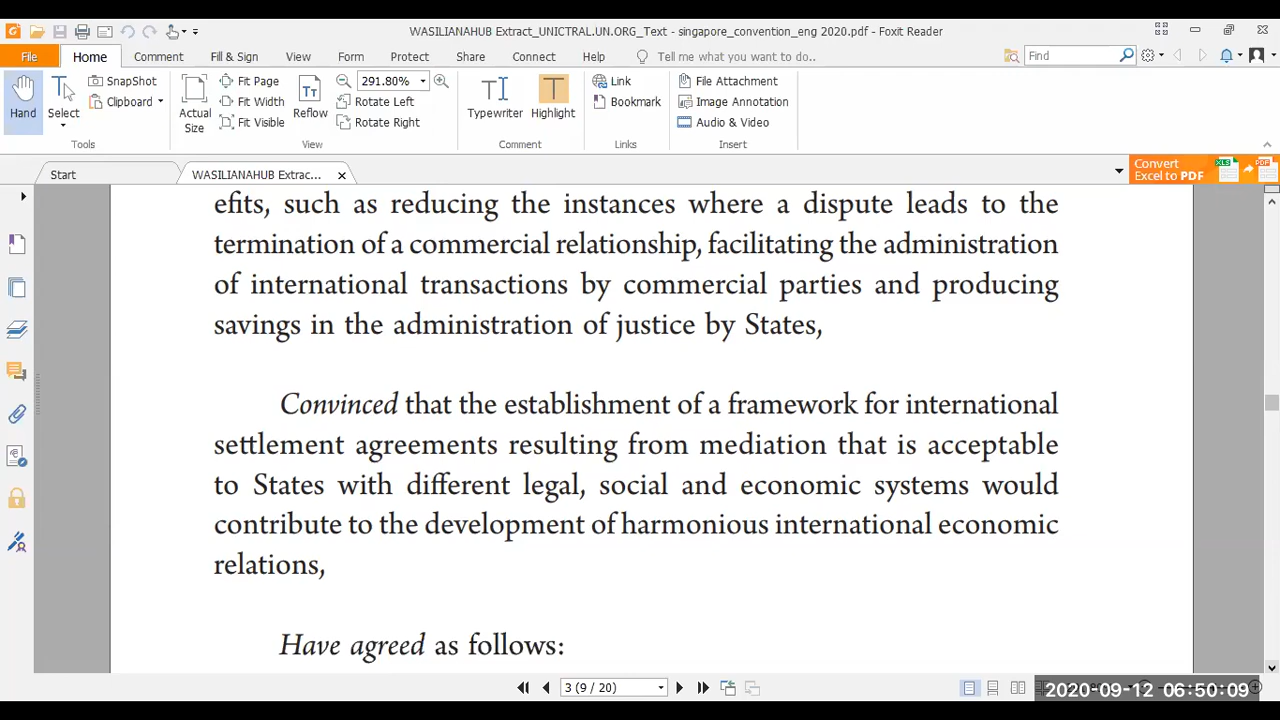 WASILIANAHUB Extract_UNICTRAL.UN.ORG_Text - singapore_convention_eng 2020.pdf - Foxit Reader
File Home Comment Fill & Sign View Form Protect Share Connect Help Tell me what you want to do.. Find
Hand
Select
SnapShot
Clipboard
Tools
Actual Size
Fit Page
Fit Width
Fit Visible
Reflow
291.80%
Rotate Left
Rotate Right
View
Typewriter
Highlight
Comment
Link
Bookmark
Links
File Attachment
Image Annotation
Audio & Video
Insert
Start
WASILIANAHUB Extrac...
Convert
Excel to PDF
XLS
PDF
efits, such as reducing the instances where a dispute leads to the
termination of a commercial relationship, facilitating the administration
of international transactions by commercial parties and producing
savings in the administration of justice by States,
Convinced that the establishment of a framework for international
settlement agreements resulting from mediation that is acceptable
to States with different legal, social and economic systems would
contribute to the development of harmonious international economic
relations,
Have agreed as follows:
3 (9 / 20)
2020-09-12 06:50:09